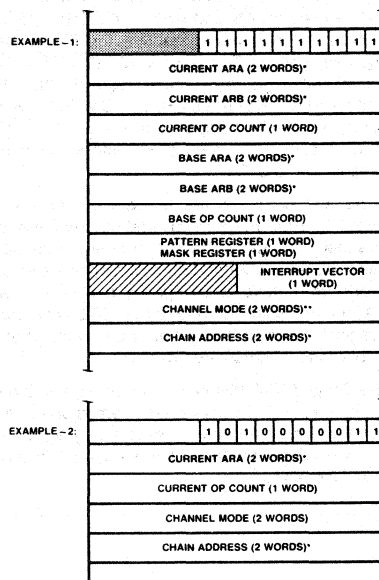 EXAMPLE – 1: 1 1 1 1 1 1 1 1 1 1
CURRENT ARA (2 WORDS)*
CURRENT ARB (2 WORDS)*
CURRENT OP COUNT (1 WORD)
BASE ARA (2 WORDS)*
BASE ARB (2 WORDS)*
BASE OP COUNT (1 WORD)
PATTERN REGISTER (1 WORD)
MASK REGISTER (1 WORD)
INTERRUPT VECTOR
(1 WORD)
CHANNEL MODE (2 WORDS)**
CHAIN ADDRESS (2 WORDS)*
EXAMPLE – 2: 1 0 1 0 0 0 0 0 1 1
CURRENT ARA (2 WORDS)*
CURRENT OP COUNT (1 WORD)
CHANNEL MODE (2 WORDS)
CHAIN ADDRESS (2 WORDS)*